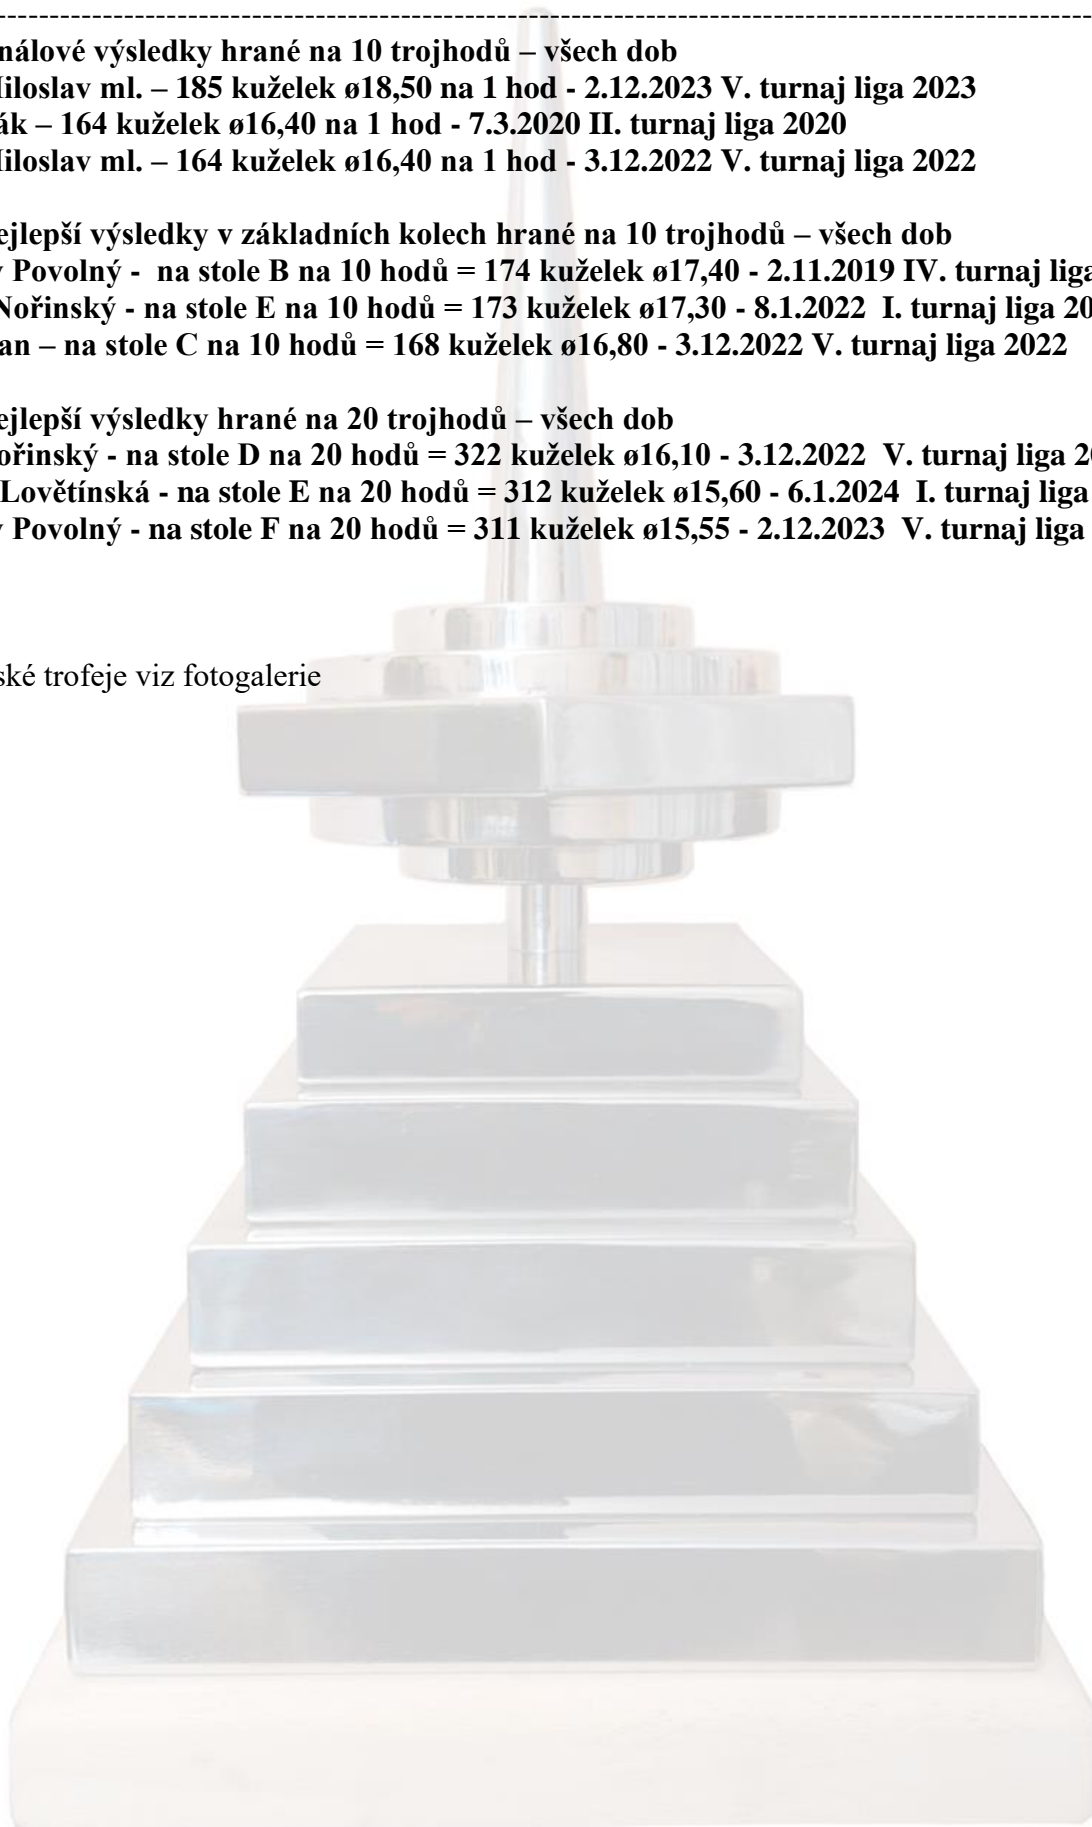 nálové výsledky hrané na 10 trojhodů – všech dob
Miloslav ml. – 185 kuželek ø18,50 na 1 hod - 2.12.2023 V. turnaj liga 2023
ák – 164 kuželek ø16,40 na 1 hod - 7.3.2020 II. turnaj liga 2020
Miloslav ml. – 164 kuželek ø16,40 na 1 hod - 3.12.2022 V. turnaj liga 2022
ejlepší výsledky v základních kolech hrané na 10 trojhodů – všech dob
Povolný - na stole B na 10 hodů = 174 kuželek ø17,40 - 2.11.2019 IV. turnaj liga
Nořinský - na stole E na 10 hodů = 173 kuželek ø17,30 - 8.1.2022 I. turnaj liga 20
an – na stole C na 10 hodů = 168 kuželek ø16,80 - 3.12.2022 V. turnaj liga 2022
ejlepší výsledky hrané na 20 trojhodů – všech dob
ořinský - na stole D na 20 hodů = 322 kuželek ø16,10 - 3.12.2022 V. turnaj liga 2
Lovětínská - na stole E na 20 hodů = 312 kuželek ø15,60 - 6.1.2024 I. turnaj liga
Povolný - na stole F na 20 hodů = 311 kuželek ø15,55 - 2.12.2023 V. turnaj liga
ské trofeje viz fotogalerie